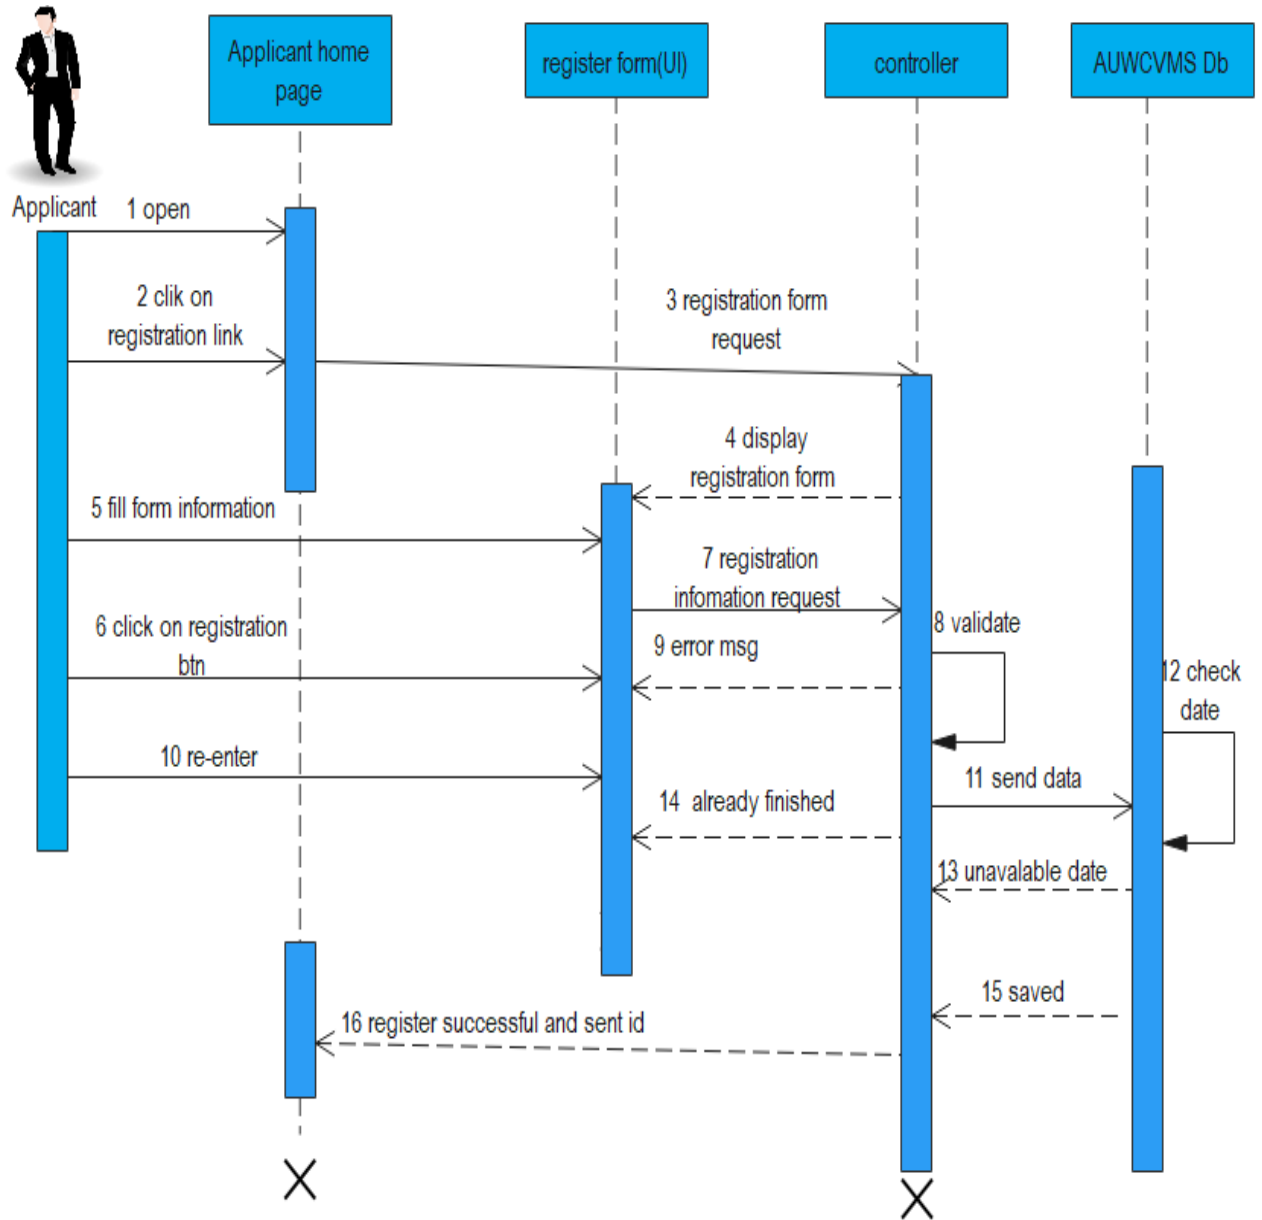 Applicant home
page
register form(UI)
controller
AUWCVMS Db
Applicant
1 open
2 clik on
registration link
3 registration form
request
4 display
registration form
5 fill form information
7 registration
infomation request
6 click on registration
btn
8 validate
9 error msg
12 check
date
10 re-enter
11 send data
14 already finished
13 unavalable date
15 saved
16 register successful and sent id